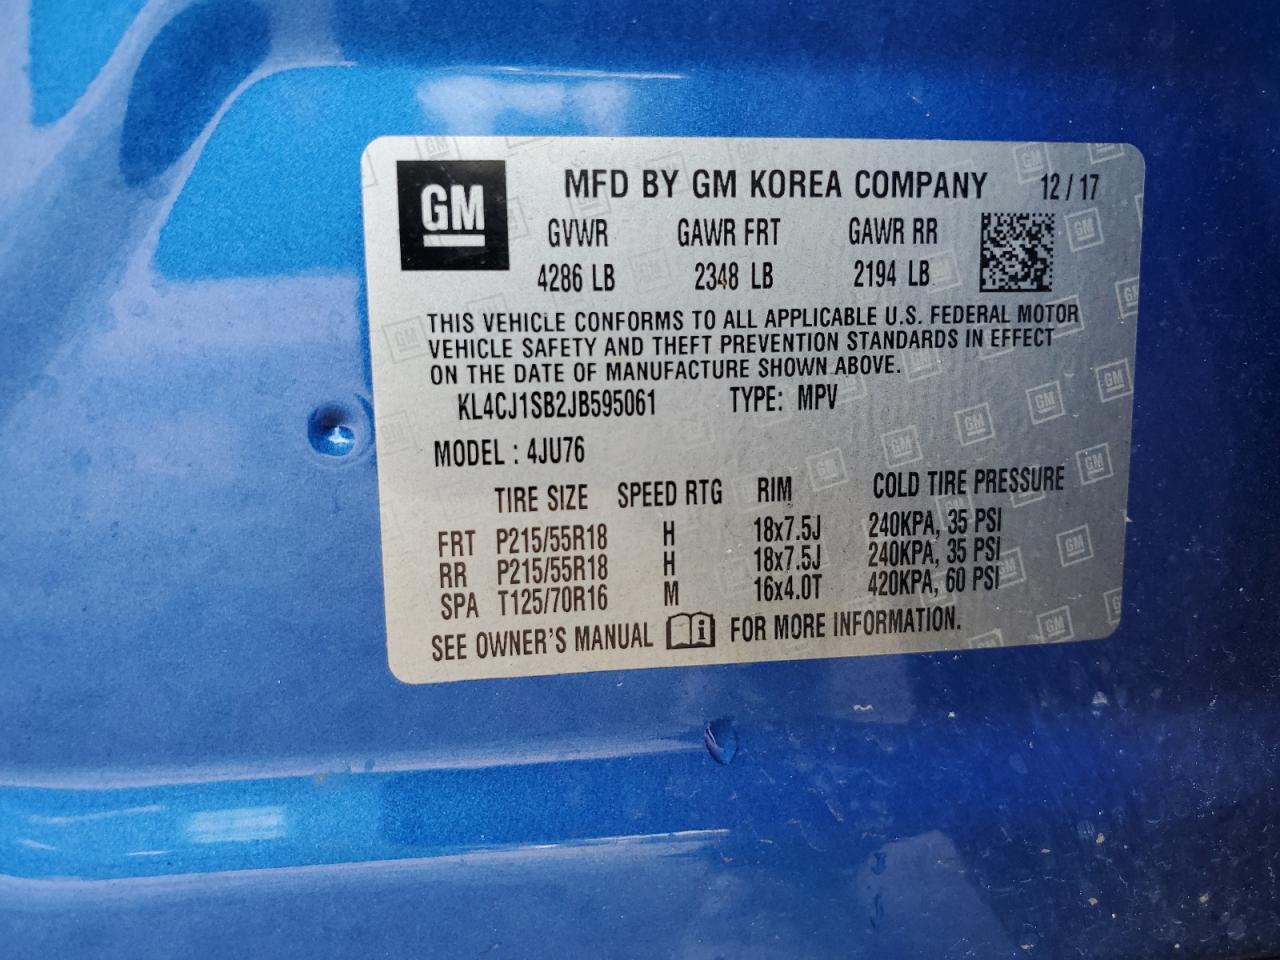 GM
MFD BY GM KOREA COMPANY 12/17
GVWR GAWR FRT GAWR RR
4286 LB 2348 LB 2194 LB
THIS VEHICLE CONFORMS TO ALL APPLICABLE U.S. FEDERAL MOTOR
VEHICLE SAFETY AND THEFT PREVENTION STANDARDS IN EFFECT
ON THE DATE OF MANUFACTURE SHOWN ABOVE.
KL4CJ1SB2JB595061 TYPE: MPV
MODEL : 4JU76
TIRE SIZE SPEED RTG RIM COLD TIRE PRESSURE
FRT P215/55R18 H 18x7.5J 240KPA, 35 PSI
RR P215/55R18 H 18x7.5J 240KPA, 35 PSI
SPA T125/70R16 M 16x4.0T 420KPA, 60 PSI
SEE OWNER'S MANUAL i FOR MORE INFORMATION.